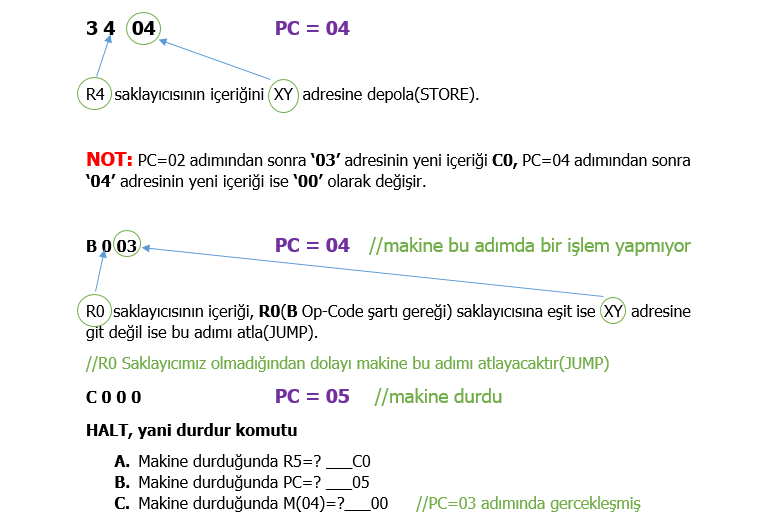 3 4 04 PC = 04
R4 saklayıcısının içeriğini XY adresine depola(STORE).
NOT: PC=02 adımından sonra ‘03’ adresinin yeni içeriği C0, PC=04 adımından sonra
‘04’ adresinin yeni içeriği ise ‘00’ olarak değişir.
B 0 03 PC = 04 //makine bu adımda bir işlem yapmıyor
R0 saklayıcısının içeriği, R0(B Op-Code şartı gereği) saklayıcısına eşit ise XY adresine
git değil ise bu adımı atla(JUMP).
//R0 Saklayıcımız olmadığından dolayı makine bu adımı atlayacaktır(JUMP)
C 0 0 0 PC = 05 //makine durdu
HALT, yani durdur komutu
A. Makine durduğunda R5=? ___C0
B. Makine durduğunda PC=? ___05
C. Makine durduğunda M(04)=?___00 //PC=03 adımında gercekleşmiş